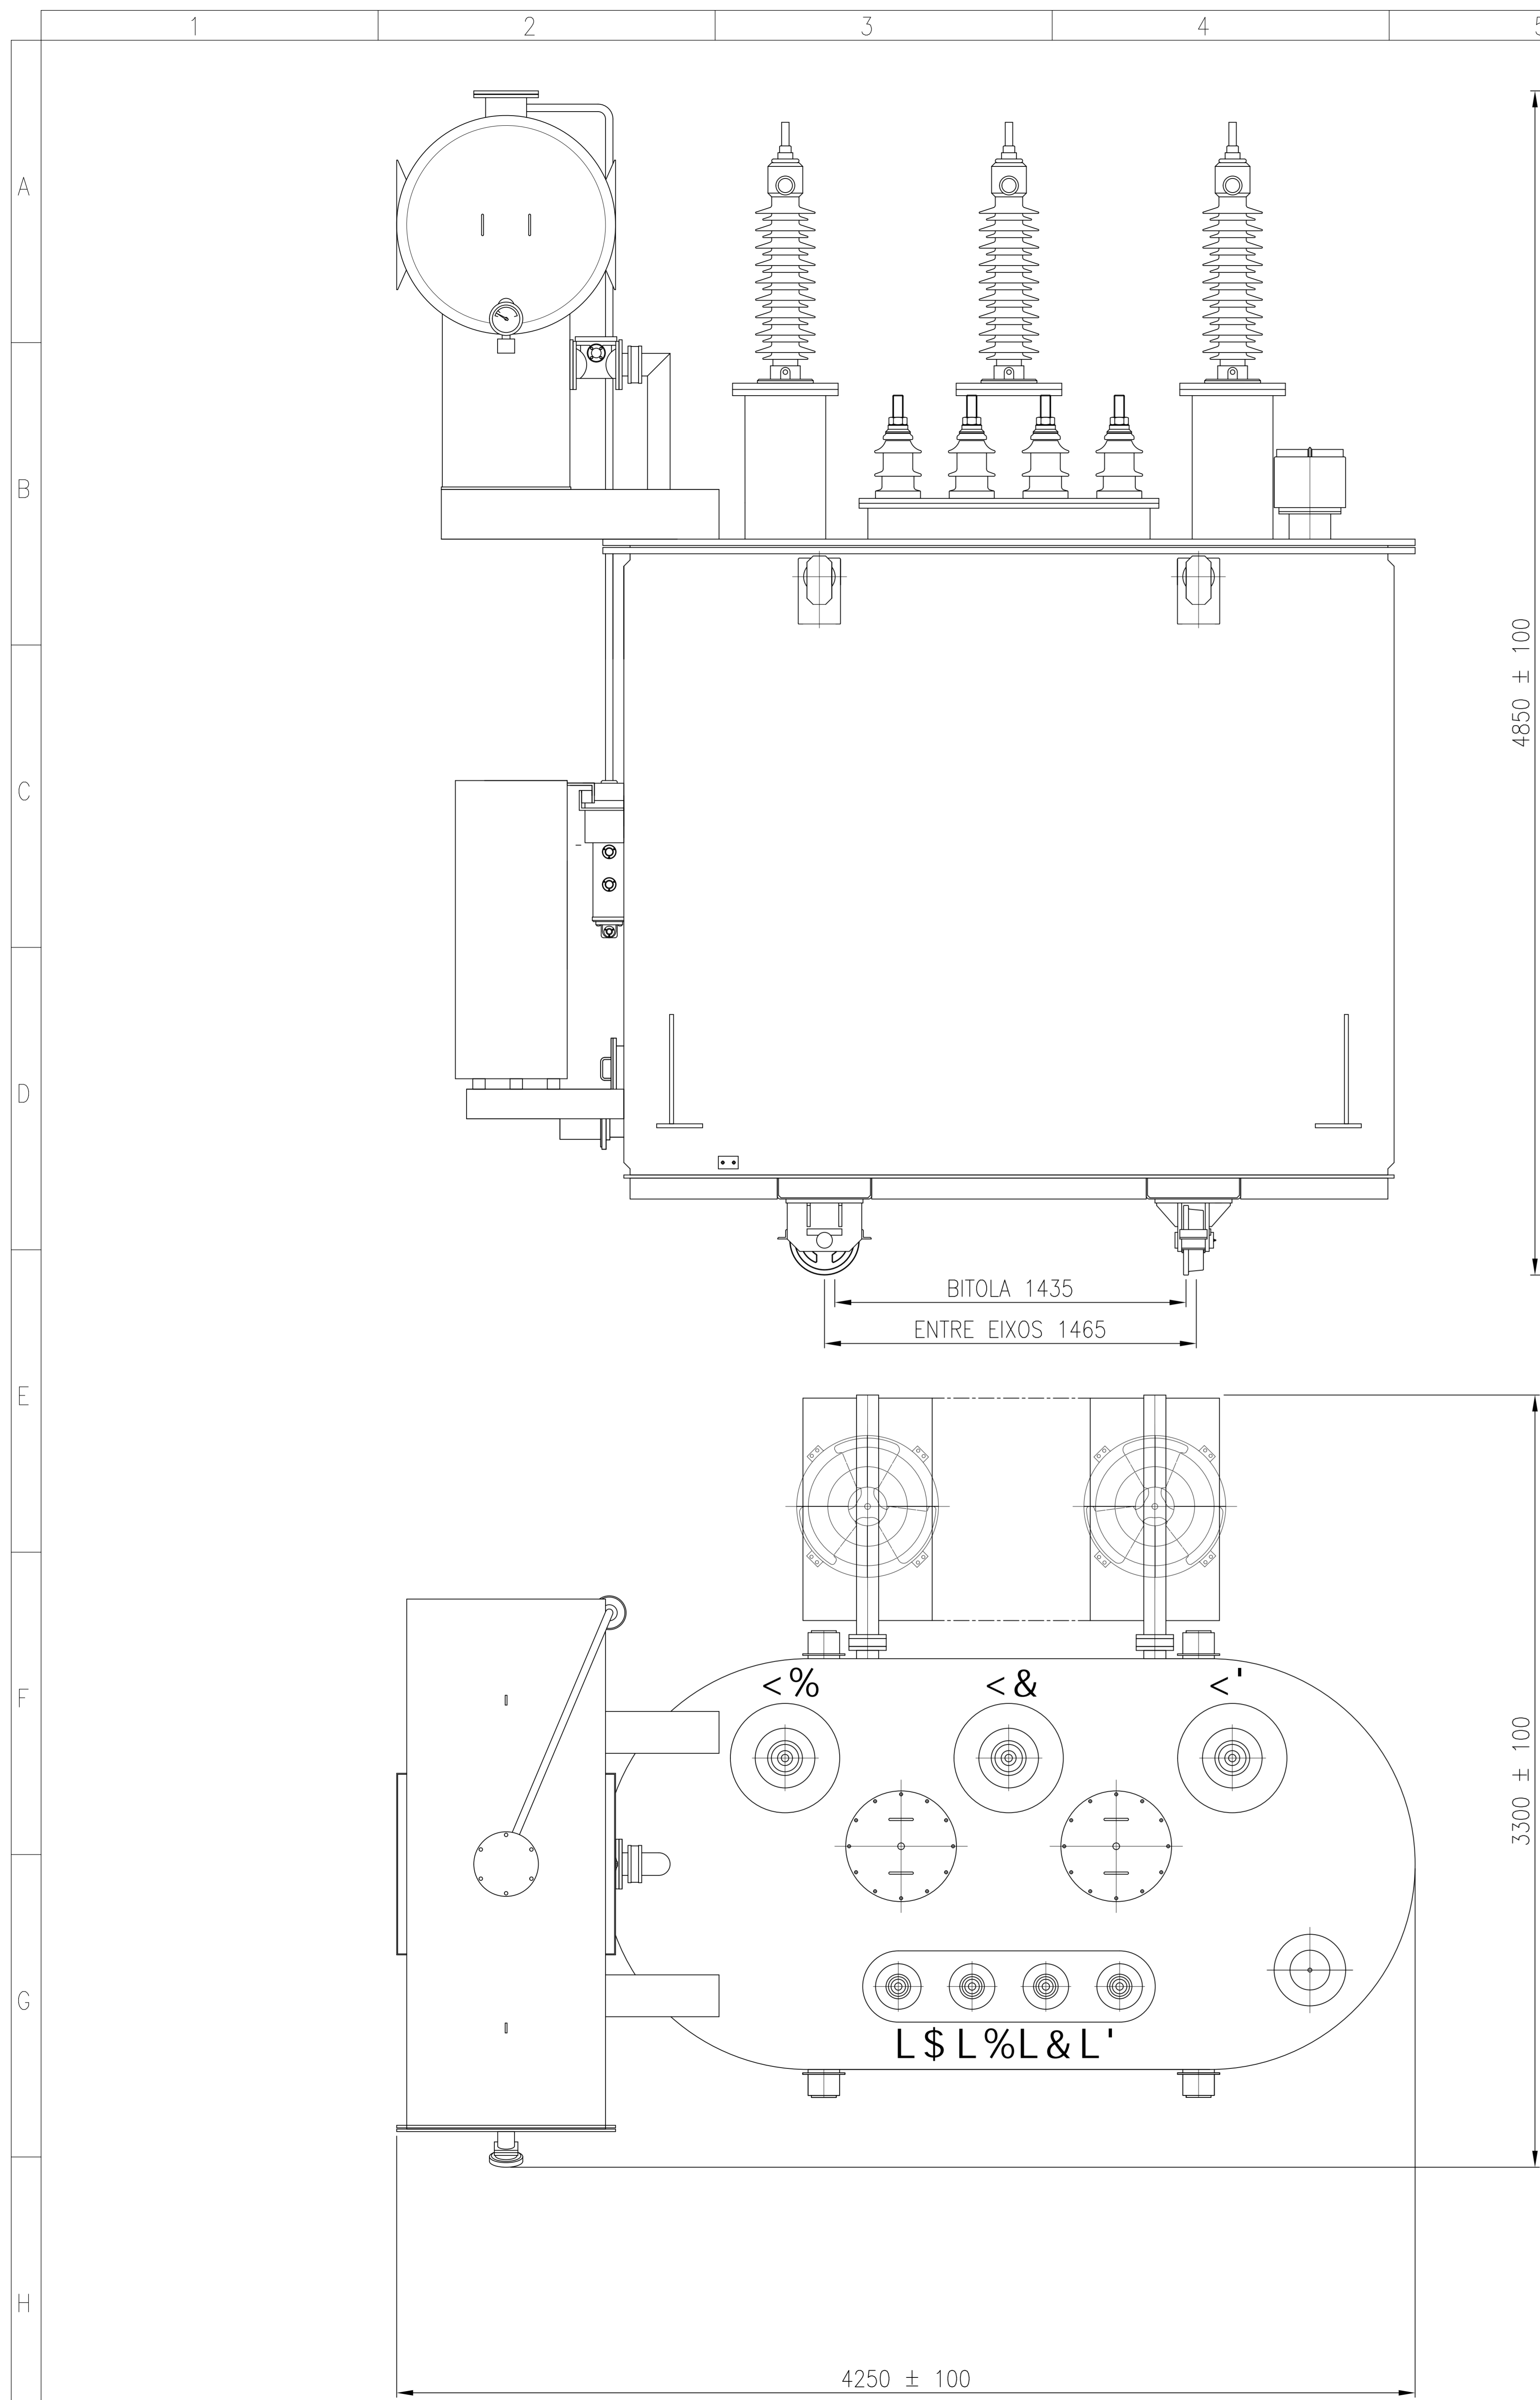 1 2 3 4
A
B
4850 ± 100
C
D
BITOLA 1435
ENTRE EIXOS 1465
E
<% <& <'
F
3300 ± 100
G
L$ L% L& L'
H
4250 ± 100